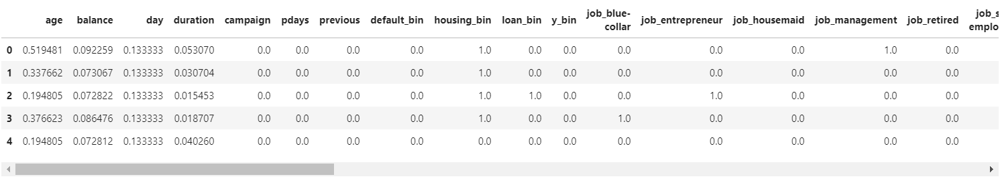 age balance day duration campaign pdays previous default_bin housing_bin loan_bin y_bin job_blue-collar job_entrepreneur job_housemaid job_management job_retired
0 0.519481 0.092259 0.133333 0.053070 0.0 0.0 0.0 0.0 1.0 0.0 0.0 0.0 0.0 0.0 1.0 0.0
1 0.337662 0.073067 0.133333 0.030704 0.0 0.0 0.0 0.0 1.0 0.0 0.0 0.0 0.0 0.0 0.0 0.0
2 0.194805 0.072822 0.133333 0.015453 0.0 0.0 0.0 0.0 1.0 1.0 0.0 0.0 1.0 0.0 0.0 0.0
3 0.376623 0.086476 0.133333 0.018707 0.0 0.0 0.0 0.0 1.0 0.0 0.0 1.0 0.0 0.0 0.0 0.0
4 0.194805 0.072812 0.133333 0.040260 0.0 0.0 0.0 0.0 0.0 0.0 0.0 0.0 0.0 0.0 0.0 0.0